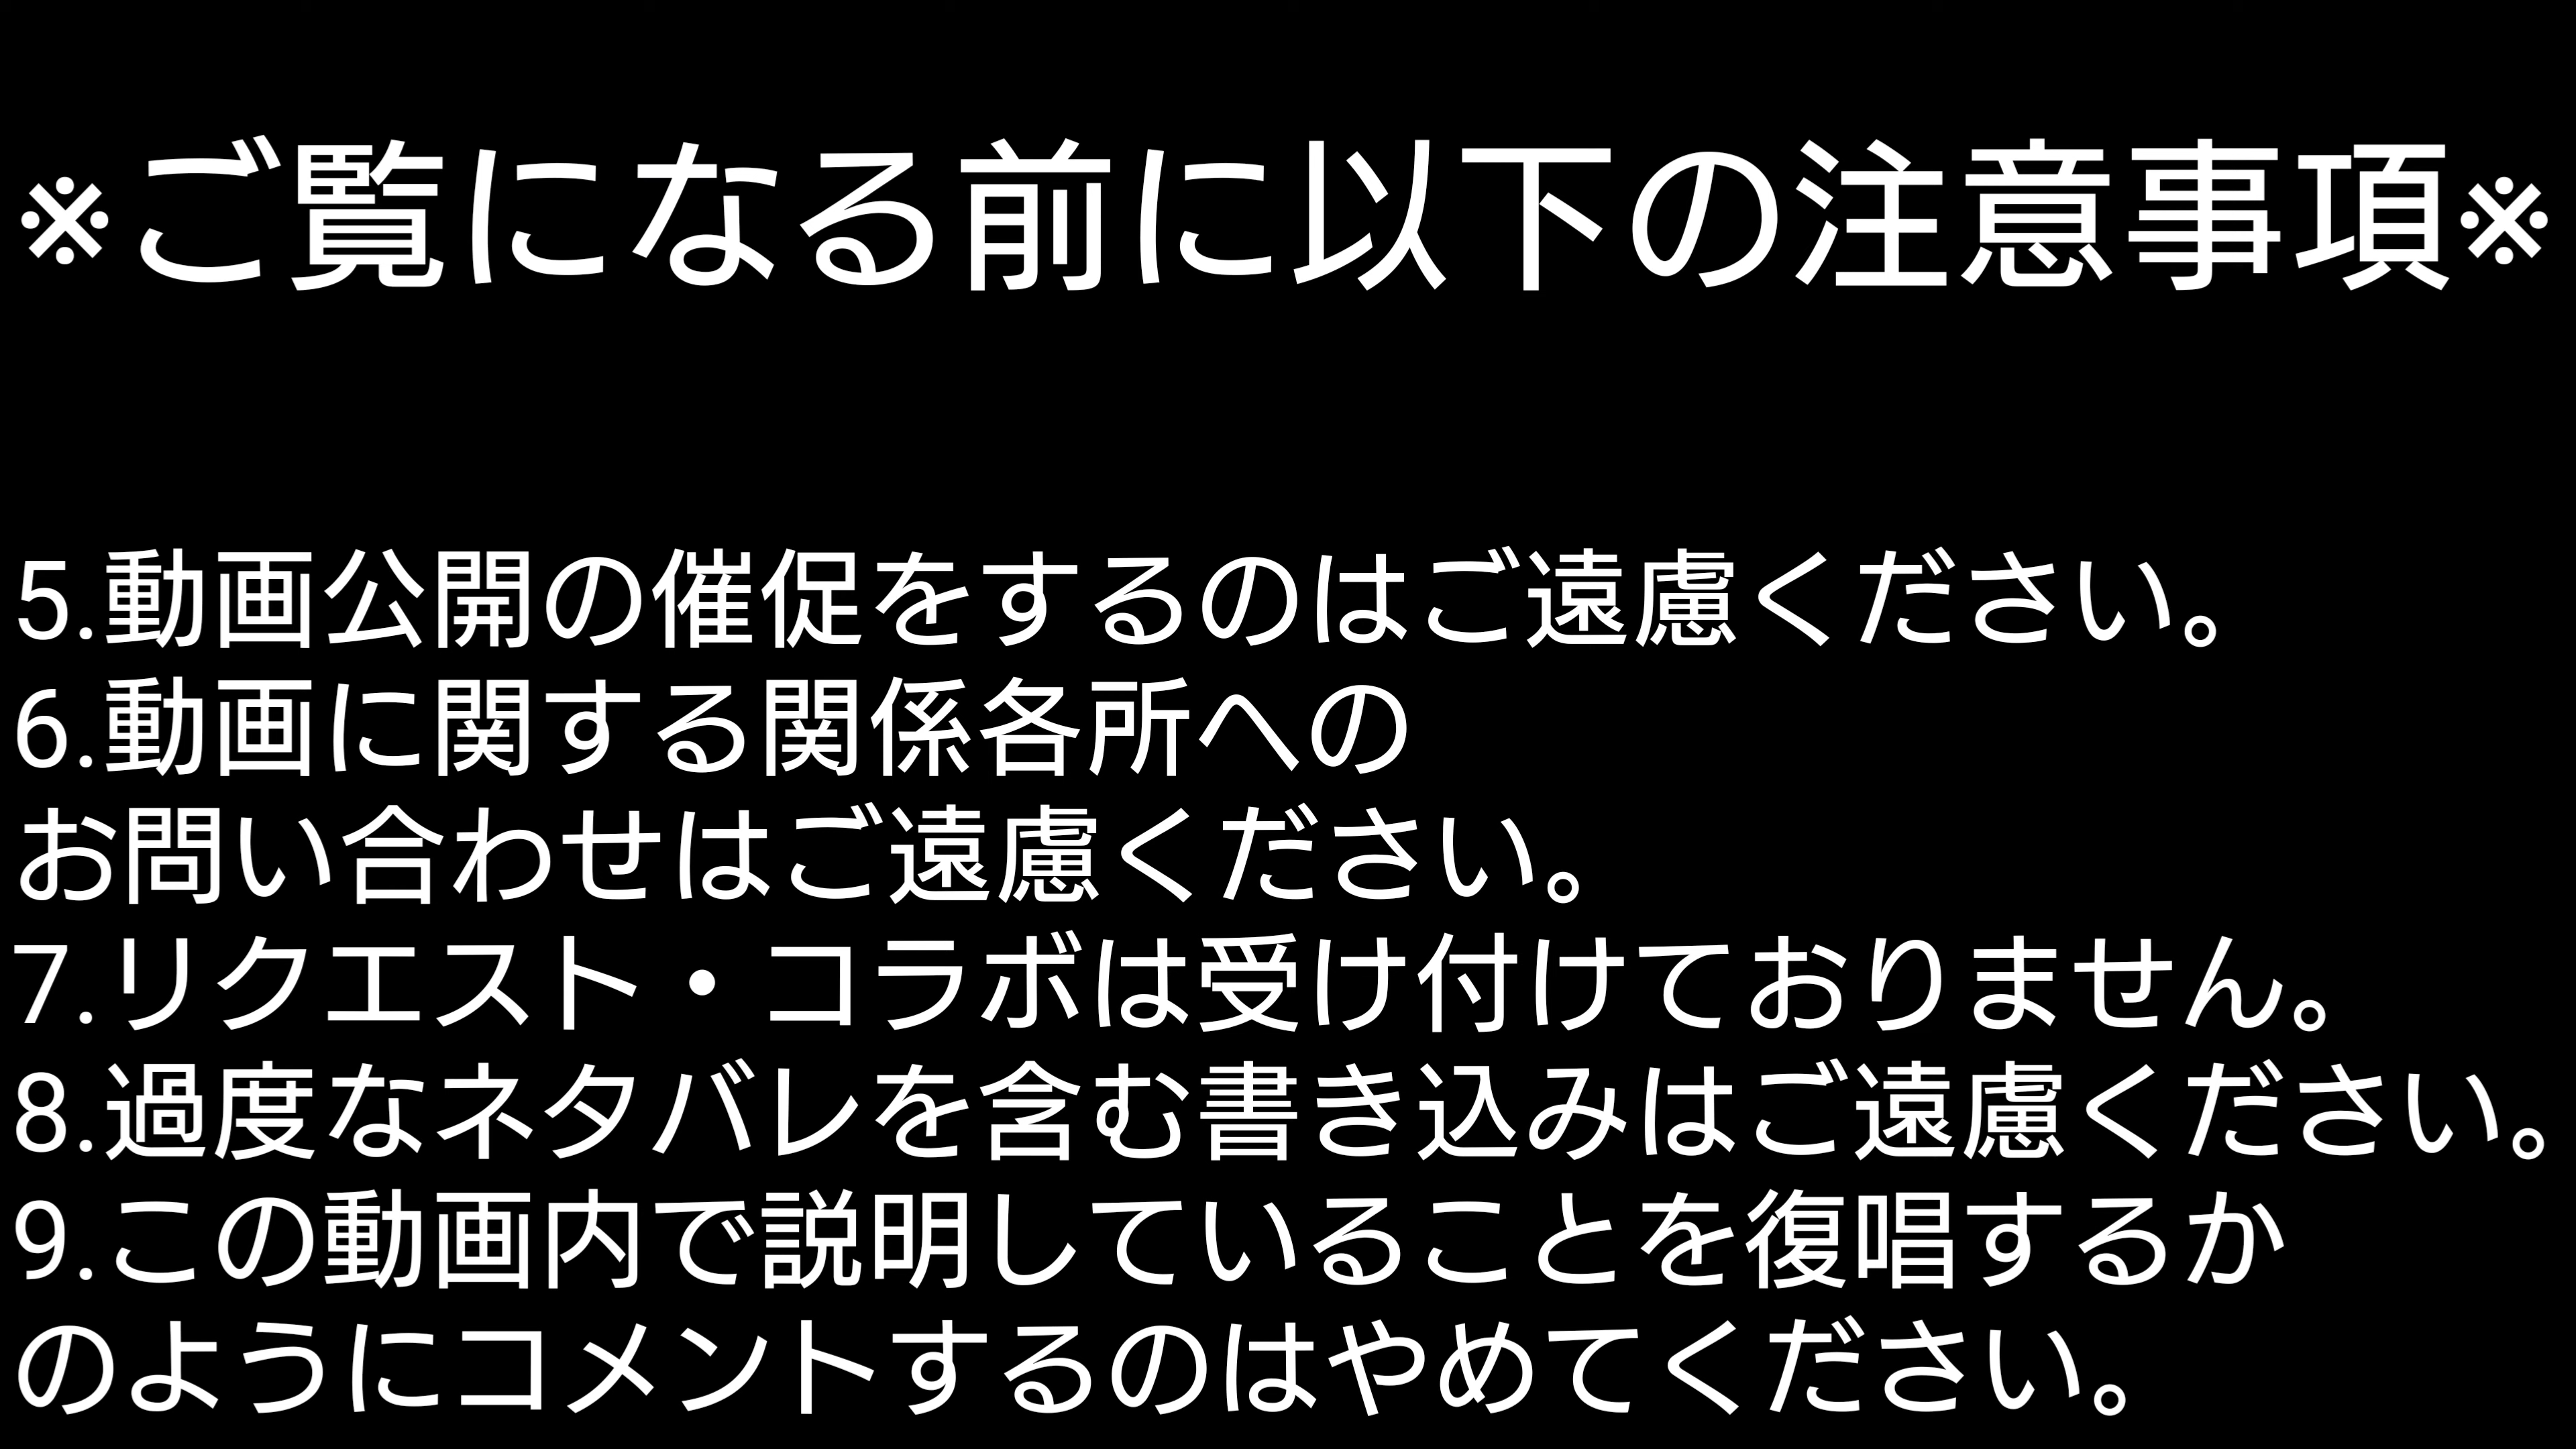 ※ご覧になる前に以下の注意事項※
5.動画公開の催促をするのはご遠慮ください。
6.動画に関する関係各所への
お問い合わせはご遠慮ください。
7.リクエスト・コラボは受け付けておりません。
8.過度なネタバレを含む書き込みはご遠慮ください。
9.この動画内で説明していることを復唱するか
のようにコメントするのはやめてください。